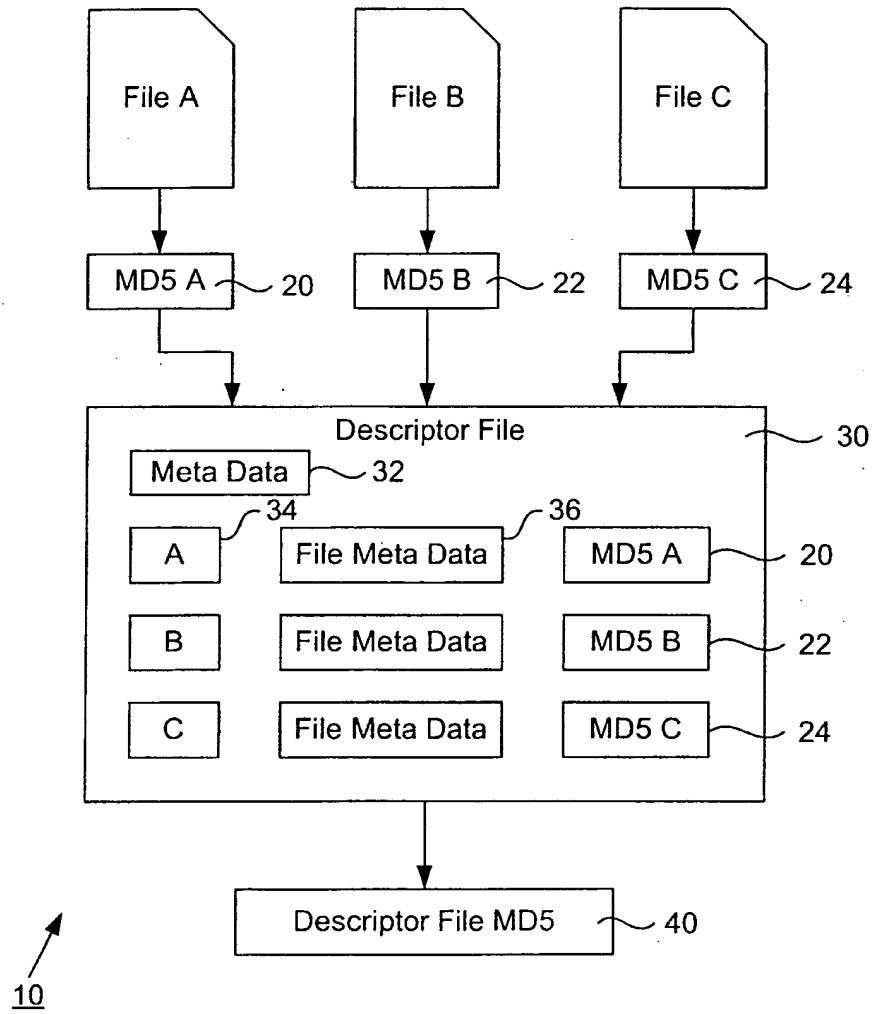 File A
File B
File C
MD5 A 20
MD5 B 22
MD5 C 24
Descriptor File 30
Meta Data 32
34
36
A File Meta Data MD5 A 20
B File Meta Data MD5 B 22
C File Meta Data MD5 C 24
Descriptor File MD5 40
10